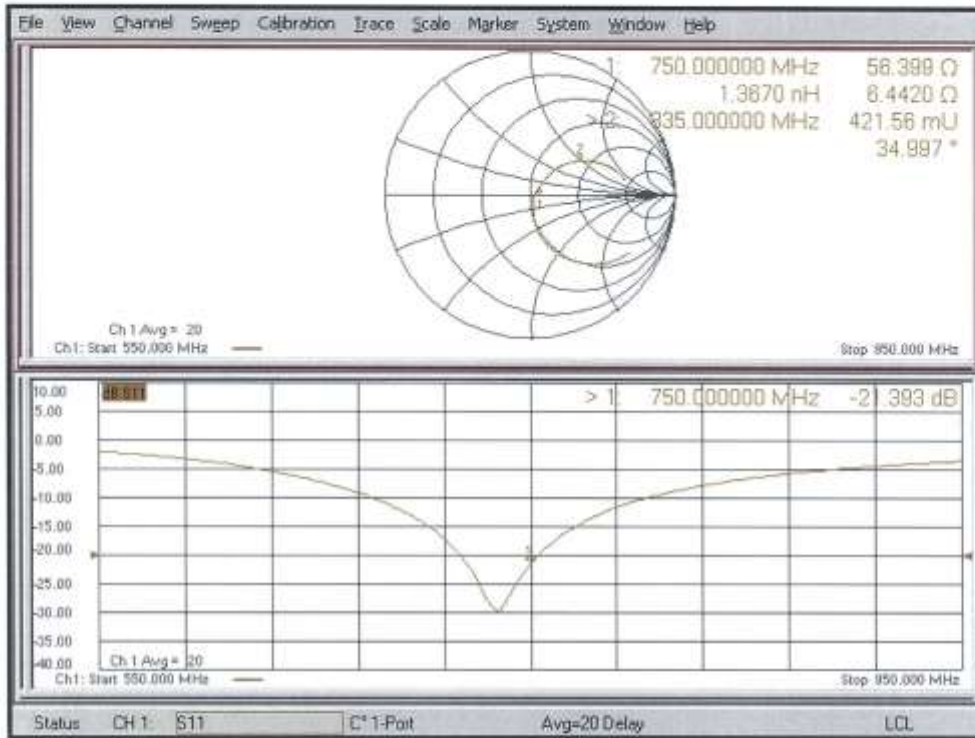 File View Channel Sweep Calibration Trace Scale Marker System Window Help
1: 750.000000 MHz 56.399 Ω
1.3670 nH 6.4420 Ω
> 2: 835.000000 MHz 421.56 mU
34.997 °
2
1
Ch 1 Avg = 20
Ch1: Start 550.000 MHz
Stop 950.000 MHz
10.00
dB S11
> 1: 750.000000 MHz -21.393 dB
5.00
0.00
-5.00
-10.00
-15.00
-20.00
1
-25.00
-30.00
-35.00
-40.00
Ch 1 Avg = 20
Ch1: Start 550.000 MHz
Stop 950.000 MHz
Status CH 1: S11 C* 1-Port Avg=20 Delay LCL